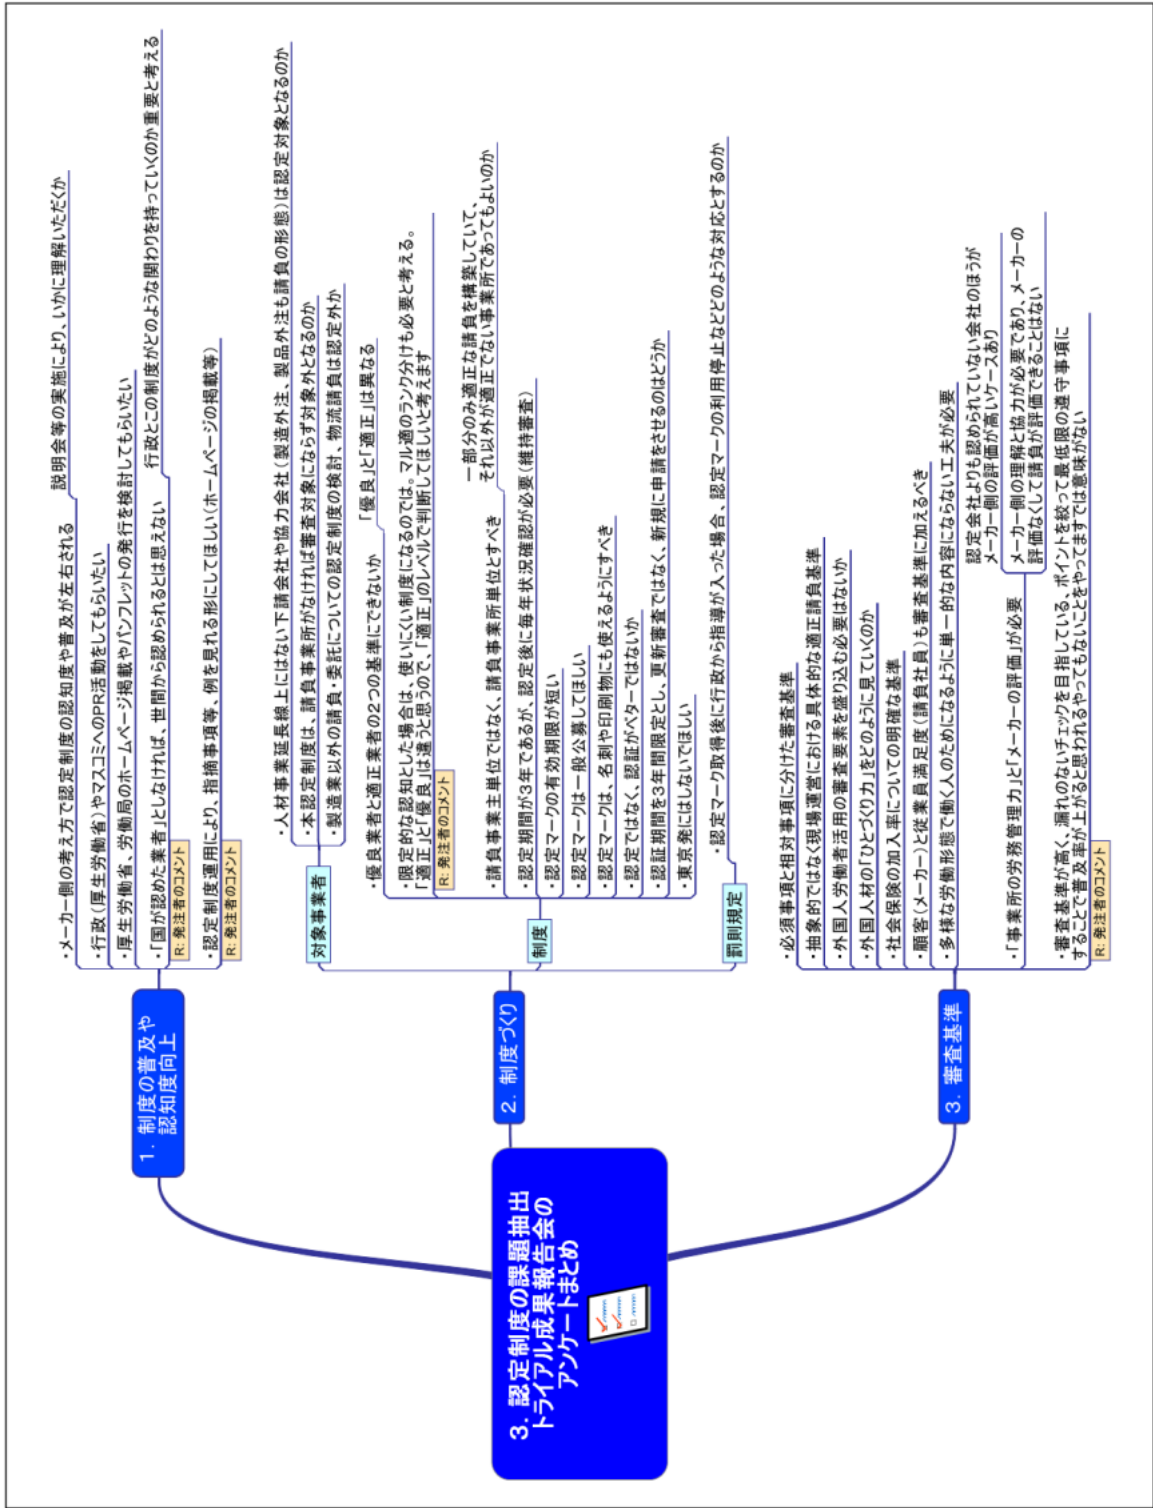 3. 認定制度の課題抽出
トライアル成果報告会の
アンケートまとめ
1. 制度の普及や
認知度向上
・メーカー側の考え方で認定制度の認知度や普及が左右される
説明会等の実施により、いかに理解いただくか
・行政(厚生労働省)やマスコミへのPR活動をしてもらいたい
・厚生労働省、労働局のホームページ掲載やパンフレットの発行を検討してもらいたい
・「国が認めた業者」としなければ、世間から認められるとは思えない
行政とこの制度がどのような関わりを持っていくのか重要と考える
R: 発注者のコメント
・認定制度運用により、指摘事項等、例を見れる形にしてほしい(ホームページの掲載等)
R: 発注者のコメント
2. 制度づくり
対象事業者
・人材事業延長線上にはない下請会社や協力会社(製造外注、製品外注も請負の形態)は認定対象となるのか
・本認定制度は、請負事業所がなければ審査対象にならず対象外となるのか
・製造業以外の請負・委託についての認定制度の検討、物流請負は認定外か
制度
・優良業者と適正業者の2つの基準にできないか
「優良」と「適正」は異なる
・限定的な認知とした場合は、使いにくい制度になるのでは。マル適のランク分けも必要と考える。
「適正」と「優良」は違うと思うので、「適正」のレベルで判断してほしいと考えます
R: 発注者のコメント
・請負事業主単位ではなく、請負事業所単位とすべき
一部分のみ適正な請負を構築していて、
それ以外が適正でない事業所であってもよいのか
・認定期間が3年であるが、認定後に毎年状況確認が必要(維持審査)
・認定マークの有効期限が短い
・認定マークは一般公募してほしい
・認定マークは、名刺や印刷物にも使えるようにすべき
・認定ではなく、認証がベターではないか
・認証期間を3年間限定とし、更新審査ではなく、新規に申請をさせるのはどうか
・東京発にはしないでほしい
罰則規定
・認定マーク取得後に行政から指導が入った場合、認定マークの利用停止などどのような対応とするのか
3. 審査基準
・必須事項と相対事項に分けた審査基準
・抽象的ではなく現場運営における具体的な適正請負基準
・外国人労働者活用の審査要素を盛り込む必要はないか
・外国人材の「ひとづくり力」をどのように見ていくのか
・社会保険の加入率についての明確な基準
・顧客(メーカー)と従業員満足度(請負社員)も審査基準に加えるべき
・多様な労働形態で働く人のためになるように単一的な内容にならない工夫が必要
・「事業所の労務管理力」と「メーカーの評価」が必要
認定会社よりも認められていない会社のほうが
メーカー側の評価が高いケースあり
メーカー側の理解と協力が必要であり、メーカーの
評価なくして請負が評価できることはない
・審査基準が高く、漏れのないチェックを目指している、ポイントを絞って最低限の遵守事項に
することで普及率が上がると思われるやってもないことをやってますでは意味がない
R: 発注者のコメント